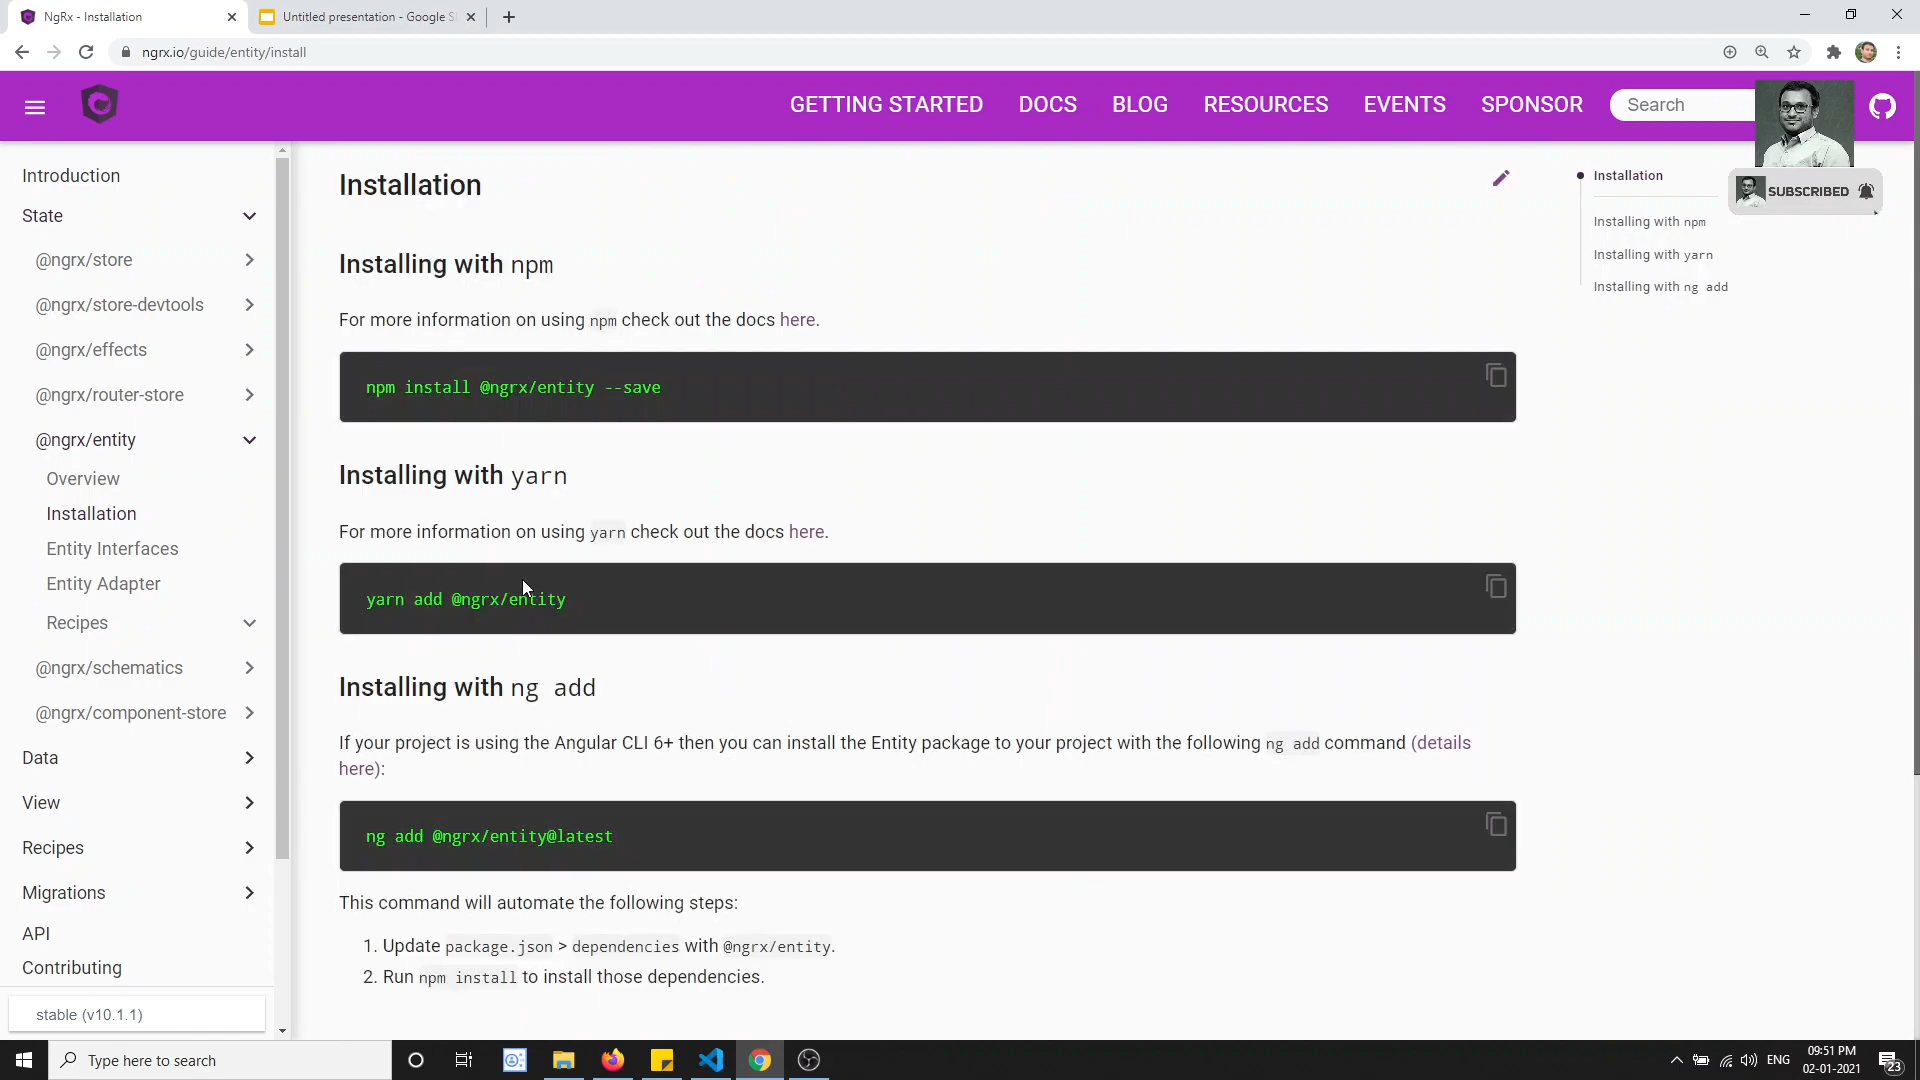 NgRx - Installation
Untitled presentation - Google S
ngrx.io/guide/entity/install
GETTING STARTED
DOCS
BLOG
RESOURCES
EVENTS
SPONSOR
Search
SUBSCRIBED
Introduction
State
@ngrx/store
@ngrx/store-devtools
@ngrx/effects
@ngrx/router-store
@ngrx/entity
Overview
Installation
Entity Interfaces
Entity Adapter
Recipes
@ngrx/schematics
@ngrx/component-store
Data
View
Recipes
Migrations
API
Contributing
stable (v10.1.1)
Installation
Installing with npm
For more information on using npm check out the docs here.
npm install @ngrx/entity --save
Installing with yarn
For more information on using yarn check out the docs here.
yarn add @ngrx/entity
Installing with ng add
If your project is using the Angular CLI 6+ then you can install the Entity package to your project with the following ng add command (details
here):
ng add @ngrx/entity@latest
This command will automate the following steps:
1. Update package.json > dependencies with @ngrx/entity.
2. Run npm install to install those dependencies.
Installation
Installing with npm
Installing with yarn
Installing with ng add
Type here to search
ENG
09:51 PM
02-01-2021
23